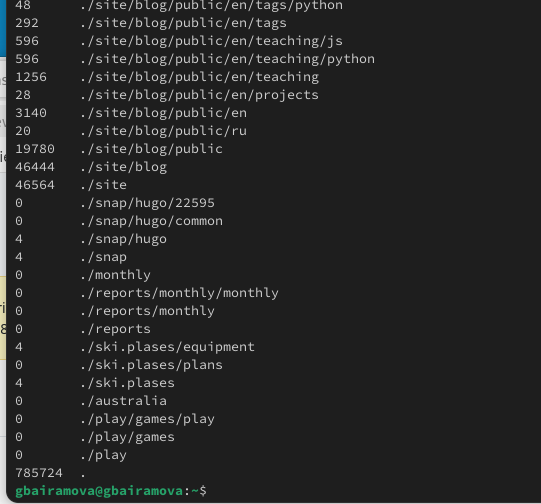 48 ./site/blog/public/en/tags/python
292 ./site/blog/public/en/tags
596 ./site/blog/public/en/teaching/js
596 ./site/blog/public/en/teaching/python
1256 ./site/blog/public/en/teaching
28 ./site/blog/public/en/projects
3140 ./site/blog/public/en
20 ./site/blog/public/ru
19780 ./site/blog/public
46444 ./site/blog
46564 ./site
0 ./snap/hugo/22595
0 ./snap/hugo/common
4 ./snap/hugo
4 ./snap
0 ./monthly
0 ./reports/monthly/monthly
0 ./reports/monthly
0 ./reports
4 ./ski.plases/equipment
0 ./ski.plases/plans
4 ./ski.plases
0 ./australia
0 ./play/games/play
0 ./play/games
0 ./play
785724 .
gbairamova@gbairamova:~$